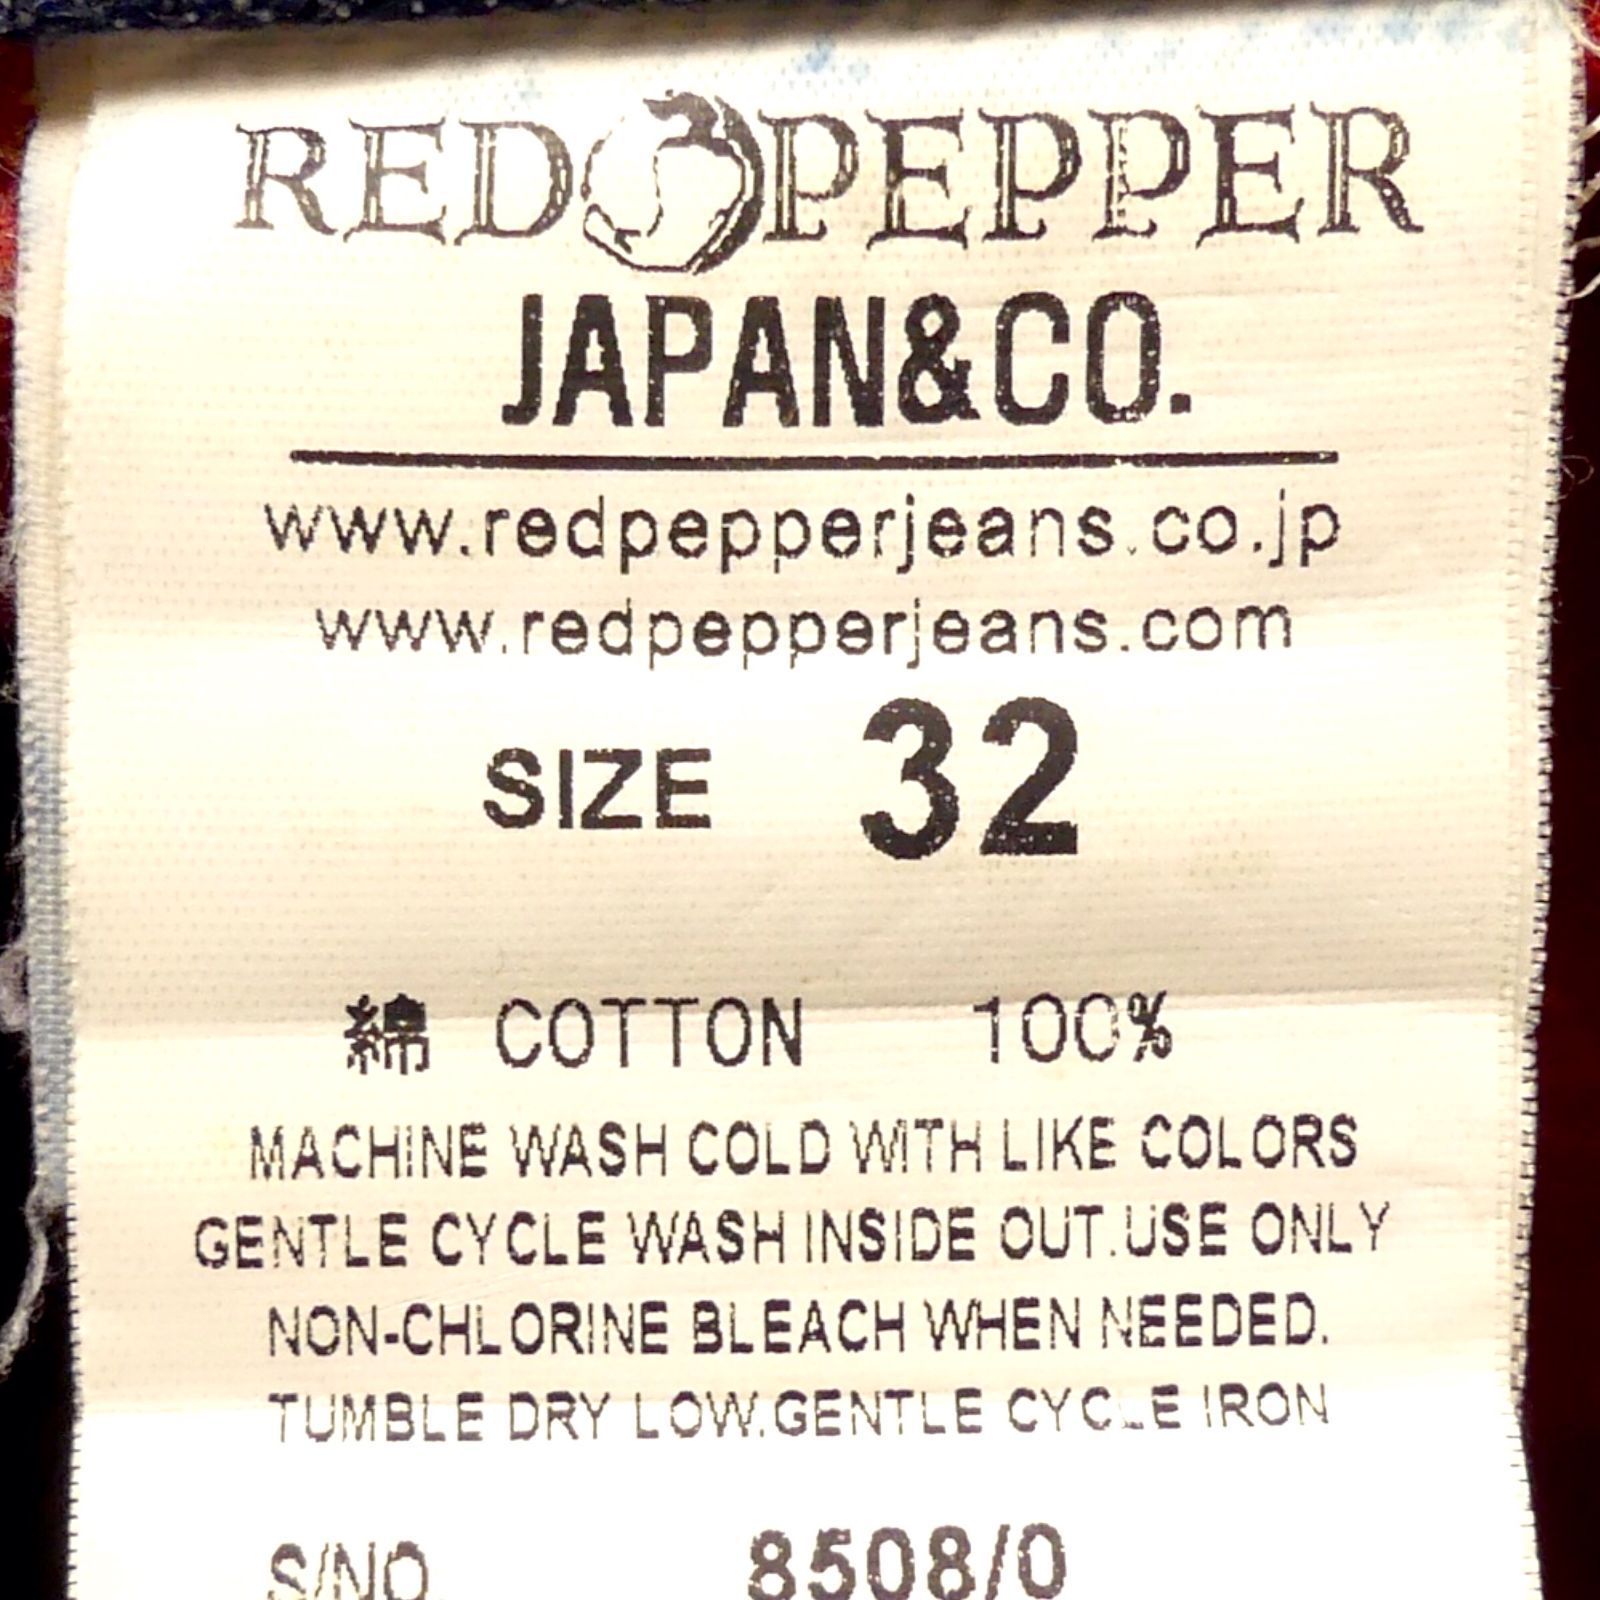 RED PEPPER
JAPAN&CO.
www.redpepperjeans.co.jp
www.redpepperjeans.com
SIZE 32
綿 COTTON 100%
MACHINE WASH COLD WITH LIKE COLORS
GENTLE CYCLE WASH INSIDE OUT.USE ONLY
NON-CHLORINE BLEACH WHEN NEEDED.
TUMBLE DRY LOW.GENTLE CYCLE IRON
S/NO. 8508/0